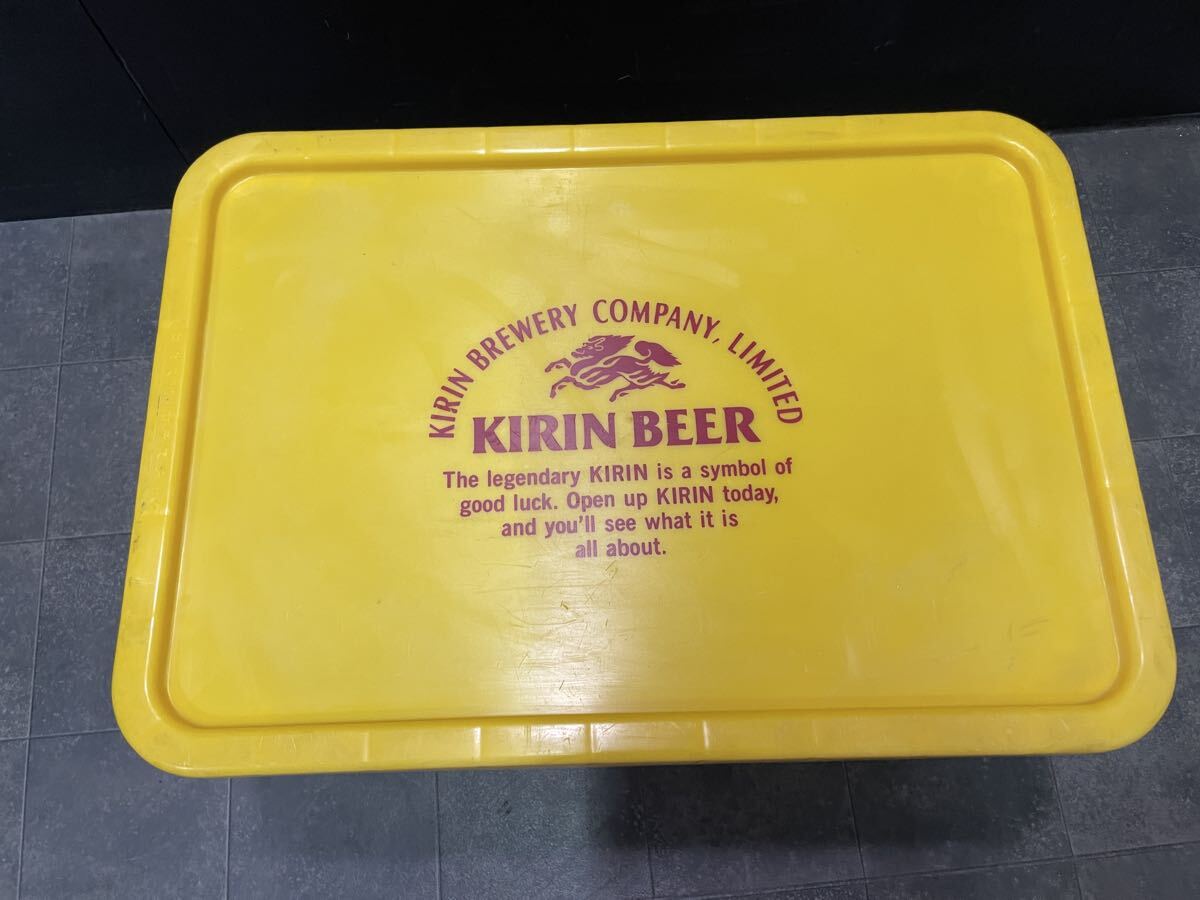 KIRIN BREWERY COMPANY, LIMITED
KIRIN BEER
The legendary KIRIN is a symbol of
good luck. Open up KIRIN today,
and you'll see what it is
all about.